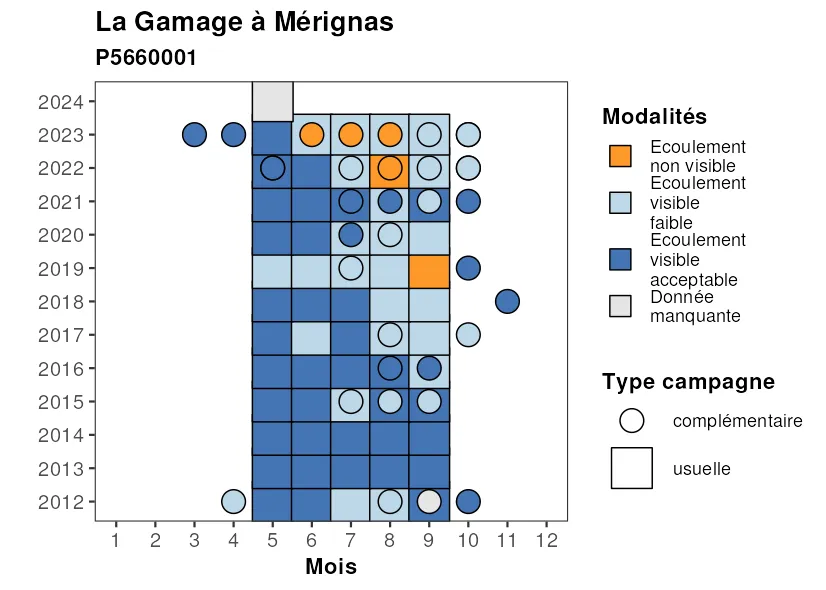 La Gamage à Mérignas
P5660001
2024
2023
2022
2021
2020
2019
2018
2017
2016
2015
2014
2013
2012
1 2 3 4 5 6 7 8 9 10 11 12
Mois
Modalités
Ecoulement
non visible
Ecoulement
visible
faible
Ecoulement
visible
acceptable
Donnée
manquante
Type campagne
complémentaire
usuelle